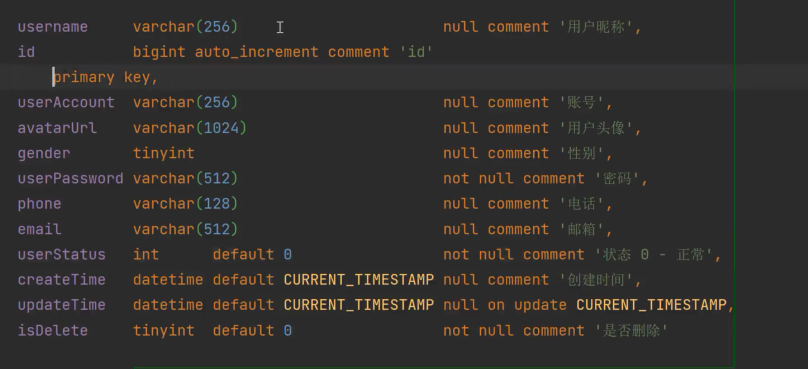 username varchar(256) null comment '用户昵称',
id bigint auto_increment comment 'id'
primary key,
userAccount varchar(256) null comment '账号',
avatarUrl varchar(1024) null comment '用户头像',
gender tinyint null comment '性别',
userPassword varchar(512) not null comment '密码',
phone varchar(128) null comment '电话',
email varchar(512) null comment '邮箱',
userStatus int default 0 not null comment '状态 0 - 正常',
createTime datetime default CURRENT_TIMESTAMP null comment '创建时间',
updateTime datetime default CURRENT_TIMESTAMP null on update CURRENT_TIMESTAMP,
isDelete tinyint default 0 not null comment '是否删除'